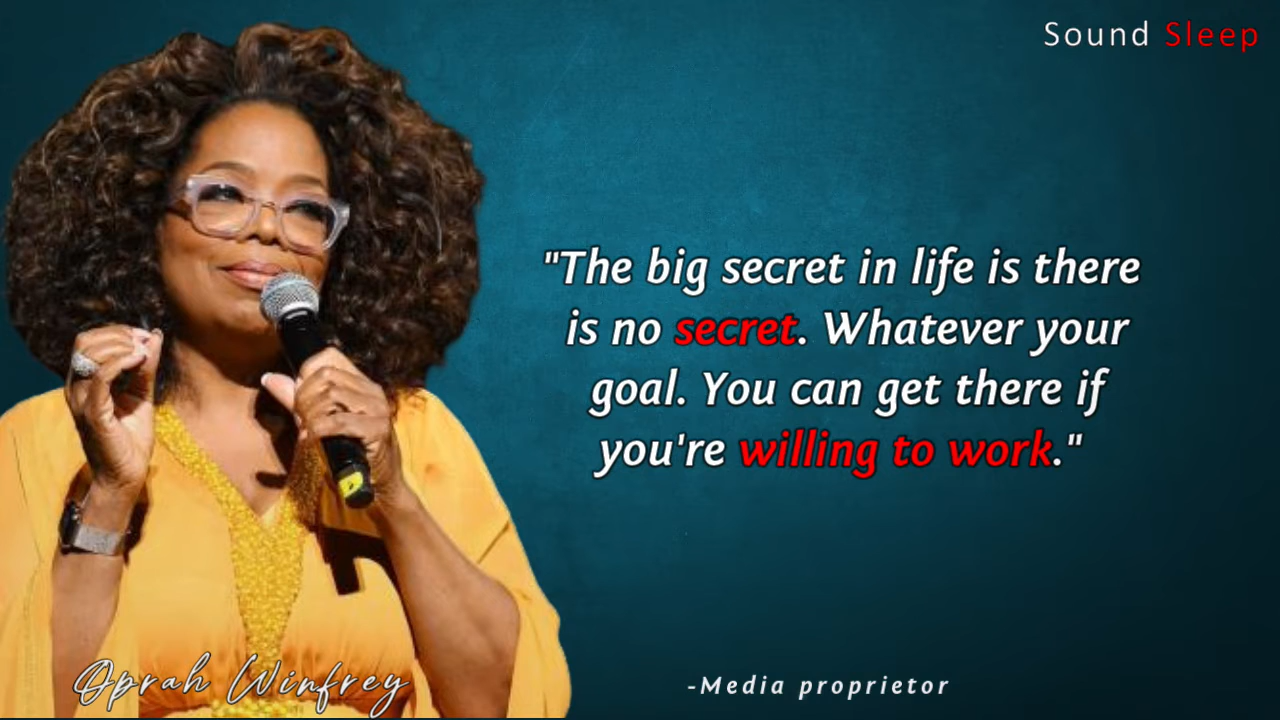 Sound Sleep
"The big secret in life is there
is no secret. Whatever your
goal. You can get there if
you're willing to work."
Oprah Winfrey
-Media proprietor